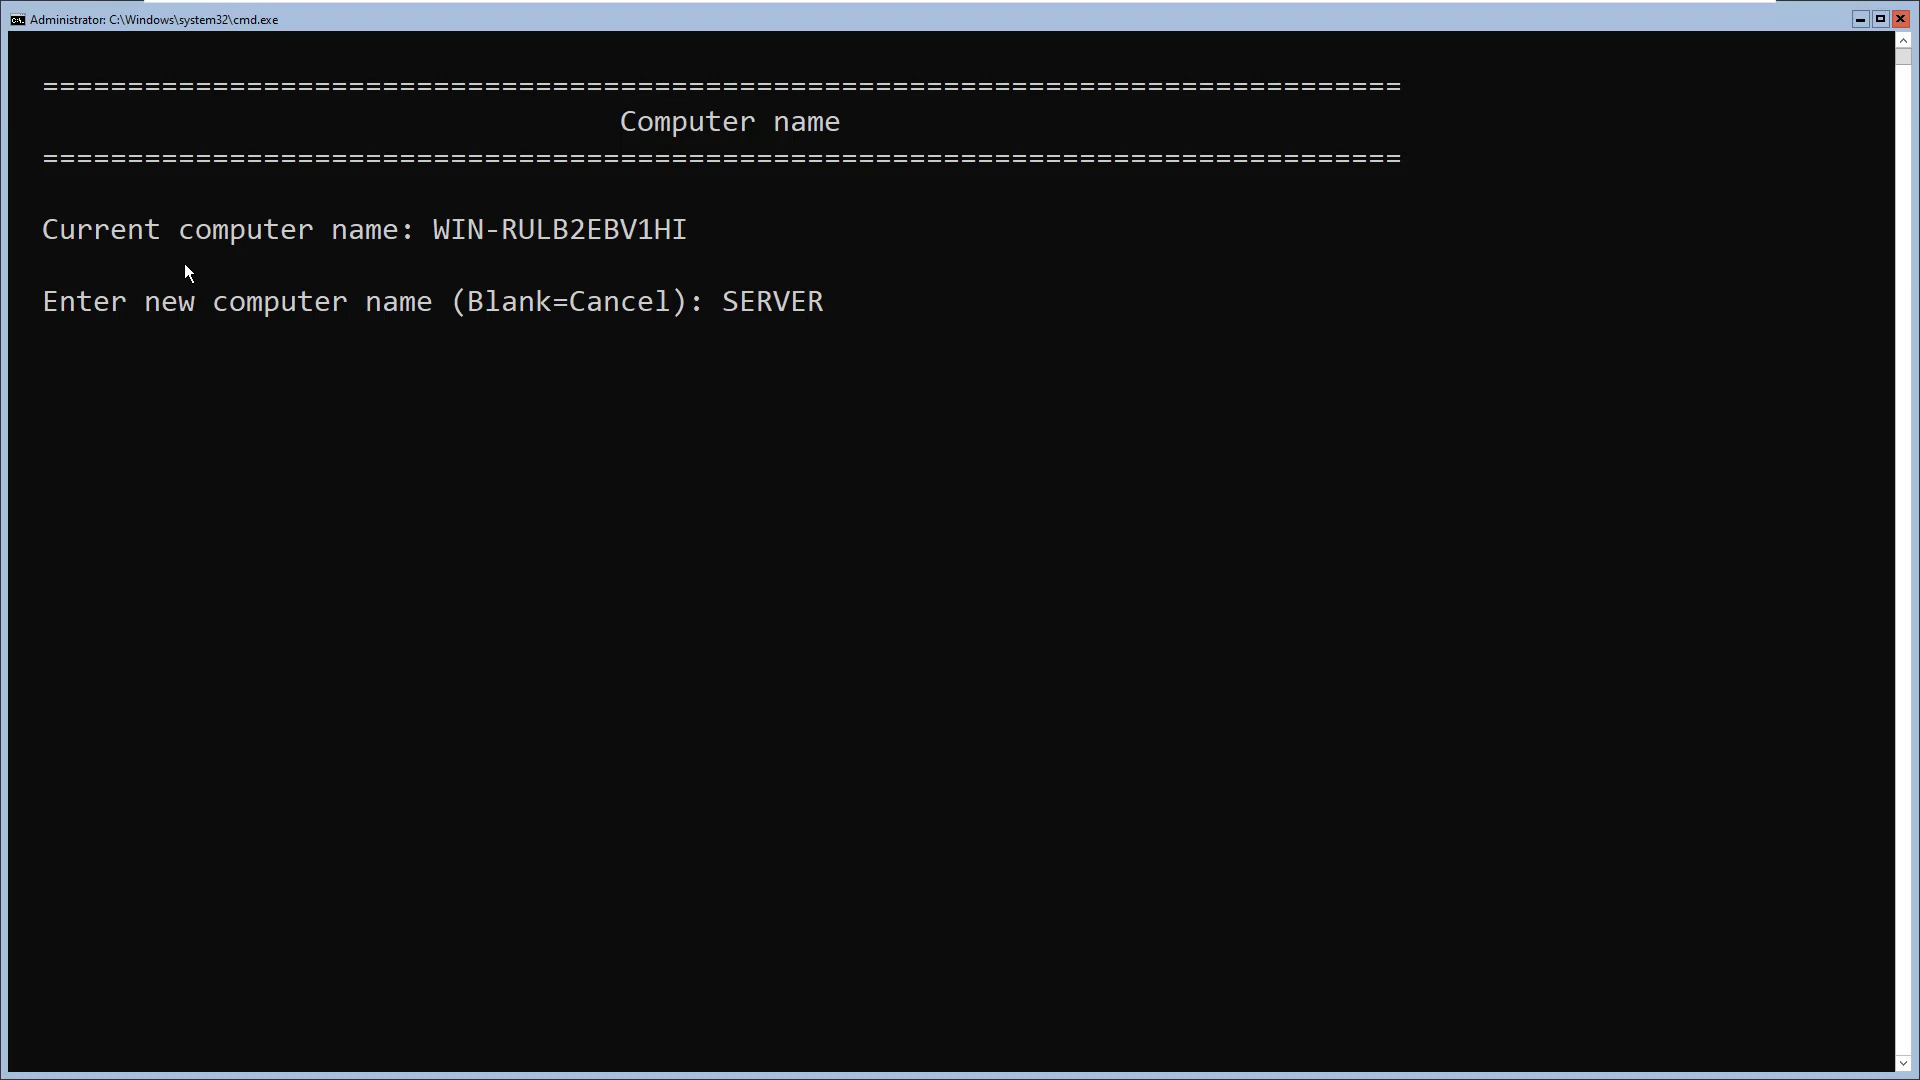 Administrator: C:\Windows\system32\cmd.exe
================================================================================
Computer name
================================================================================
Current computer name: WIN-RULB2EBV1HI
Enter new computer name (Blank=Cancel): SERVER